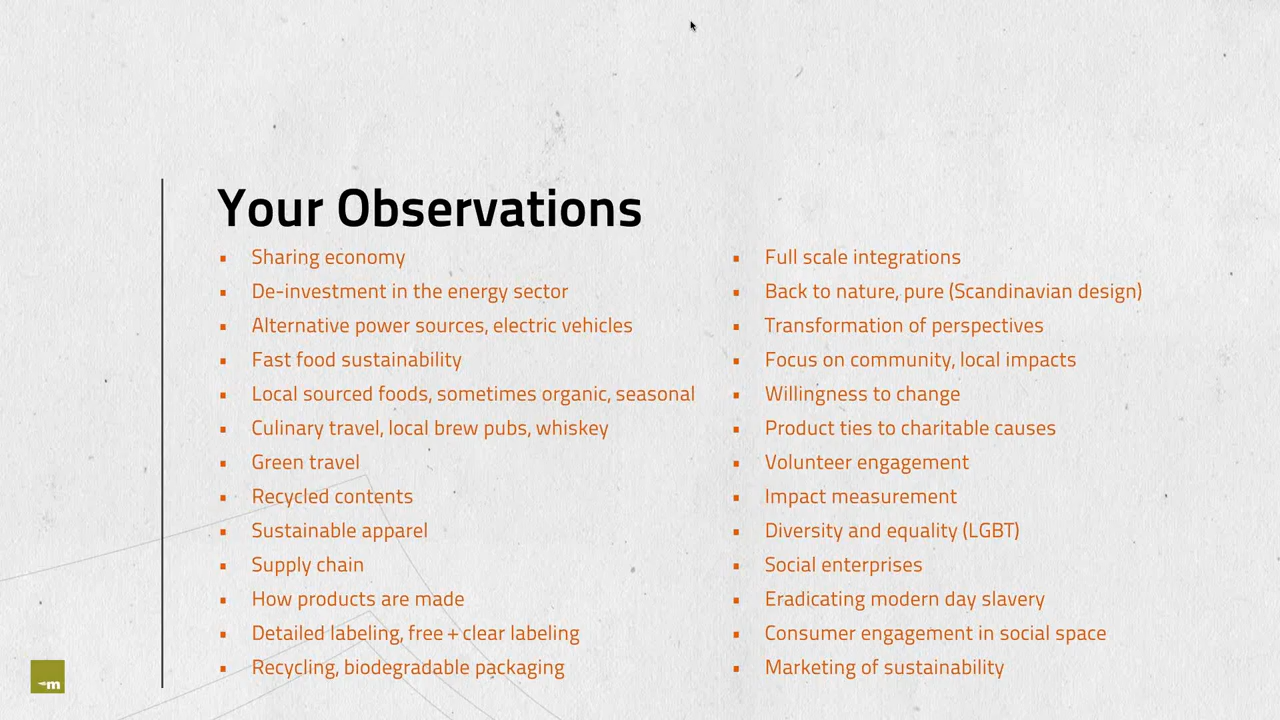 Your Observations
Sharing economy
De-investment in the energy sector
Alternative power sources, electric vehicles
Fast food sustainability
Local sourced foods, sometimes organic, seasonal
Culinary travel, local brew pubs, whiskey
Green travel
Recycled contents
Sustainable apparel
Supply chain
How products are made
Detailed labeling, free + clear labeling
Recycling, biodegradable packaging
Full scale integrations
Back to nature, pure (Scandinavian design)
Transformation of perspectives
Focus on community, local impacts
Willingness to change
Product ties to charitable causes
Volunteer engagement
Impact measurement
Diversity and equality (LGBT)
Social enterprises
Eradicating modern day slavery
Consumer engagement in social space
Marketing of sustainability
m